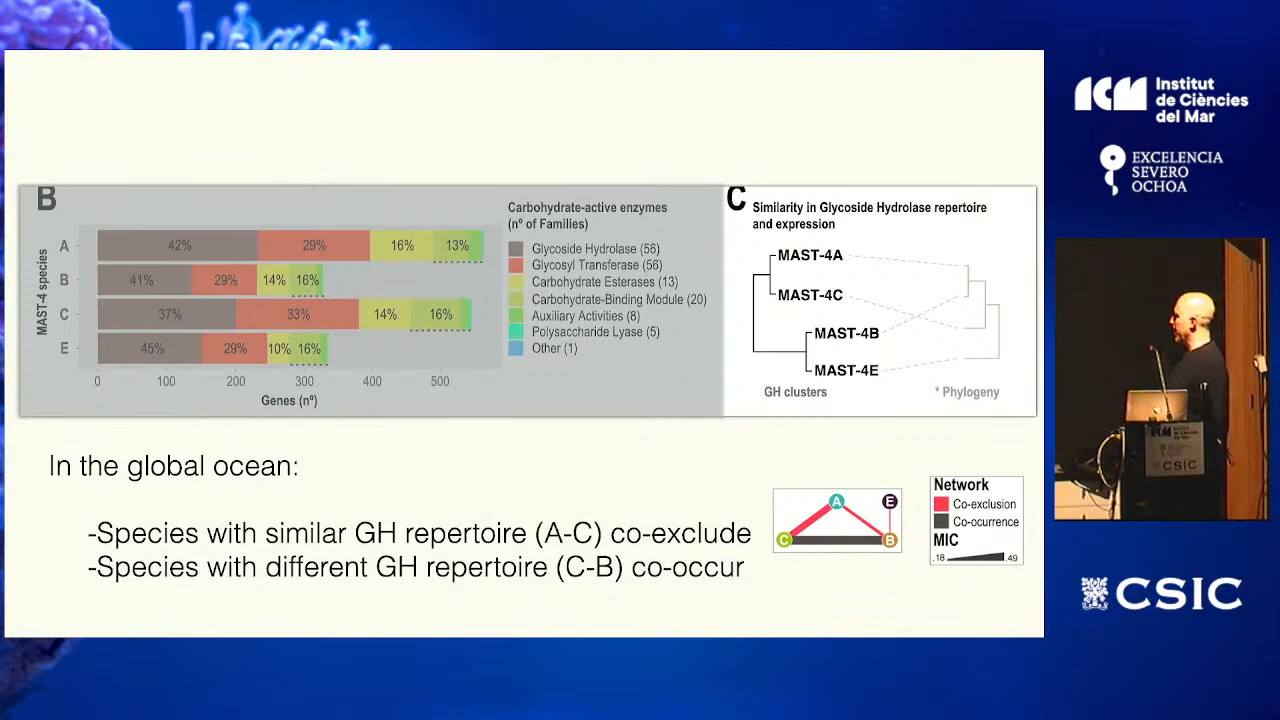 B
MAST-4 species
A
42%
29%
16%
13%
B
41%
29%
14%
16%
C
37%
33%
14%
16%
E
45%
29%
10%
16%
0
100
200
300
400
500
Genes (nº)
Carbohydrate-active enzymes
(nº of Families)
Glycoside Hydrolase (56)
Glycosyl Transferase (56)
Carbohydrate Esterases (13)
Carbohydrate-Binding Module (20)
Auxiliary Activities (8)
Polysaccharide Lyase (5)
Other (1)
C
Similarity in Glycoside Hydrolase repertoire
and expression
MAST-4A
MAST-4C
MAST-4B
MAST-4E
GH clusters
* Phylogeny
In the global ocean:
-Species with similar GH repertoire (A-C) co-exclude
-Species with different GH repertoire (C-B) co-occur
A
E
C
B
Network
Co-exclusion
Co-ocurrence
MIC
.18
.49
ICM
Institut
de Ciències
del Mar
EXCELENCIA
SEVERO
OCHOA
ICM
CSIC
CSIC